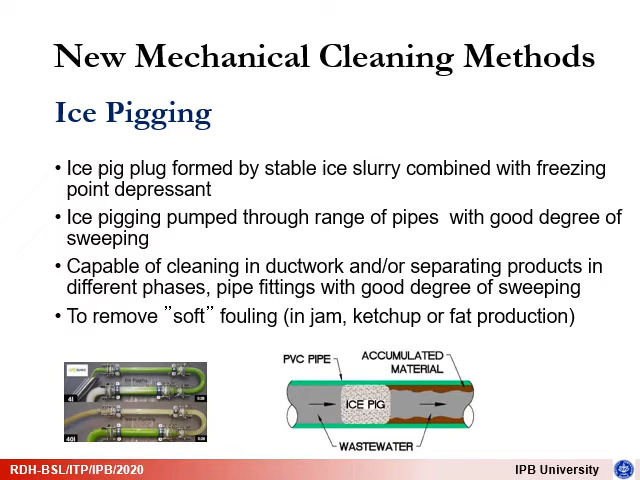 New Mechanical Cleaning Methods
Ice Pigging
• Ice pig plug formed by stable ice slurry combined with freezing
point depressant
• Ice pigging pumped through range of pipes with good degree of
sweeping
• Capable of cleaning in ductwork and/or separating products in
different phases, pipe fittings with good degree of sweeping
• To remove ”soft” fouling (in jam, ketchup or fat production)
4l
40l
PVC PIPE
ACCUMULATED
MATERIAL
ICE PIG
WASTEWATER
RDH-BSL/ITP/IPB/2020
IPB University